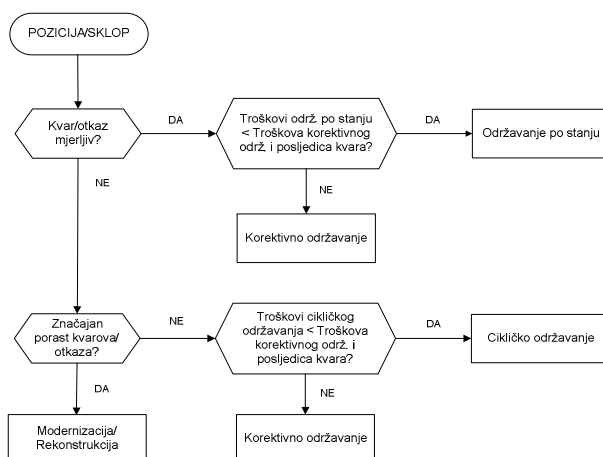 POZICIJA/SKLOP
Kvar/otkaz
mjerljiv?
DA
Troškovi održ. po stanju
< Troškova korektivnog
održ. i posljedica kvara?
DA
Održavanje po stanju
NE
NE
Korektivno održavanje
Značajan
porast kvarova/
otkaza?
NE
Troškovi cikličkog
održavanja < Troškova
korektivnog održ. i
posljedica kvara?
DA
Cikličko održavanje
DA
NE
Modernizacija/
Rekonstrukcija
Korektivno održavanje